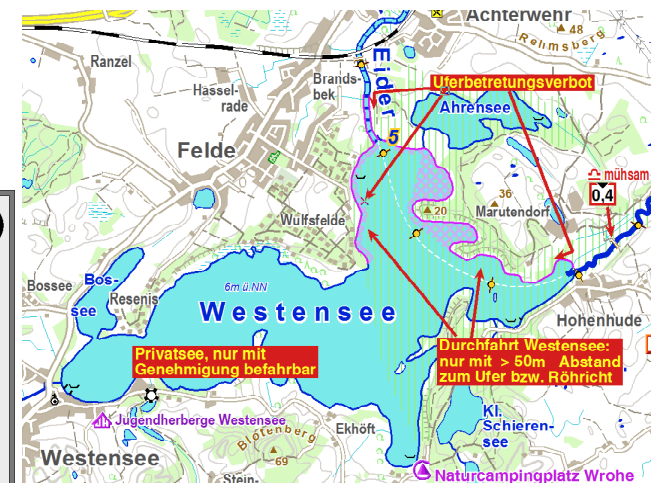 Achterwehr
Ranzel
48
Reimsberg
Eider
Brands-
bek
Uferbetretungsverbot
Hassel-
rade
Ahrensee
5
Felde
mühsam
0,4
36
20
Marutendorf
Wulfsfelde
Bos-
see
Bossee
6m ü.NN
Resenis
Westensee
Hohenhude
Privatsee, nur mit
Genehmigung befahrbar
Durchfahrt Westensee:
nur mit > 50m Abstand
zum Ufer bzw. Röhricht
Jugendherberge Westensee
Kl.
Schieren-
see
Ekhöft
Blotenberg
69
Westensee
Stein-
Naturcampingplatz Wrohe